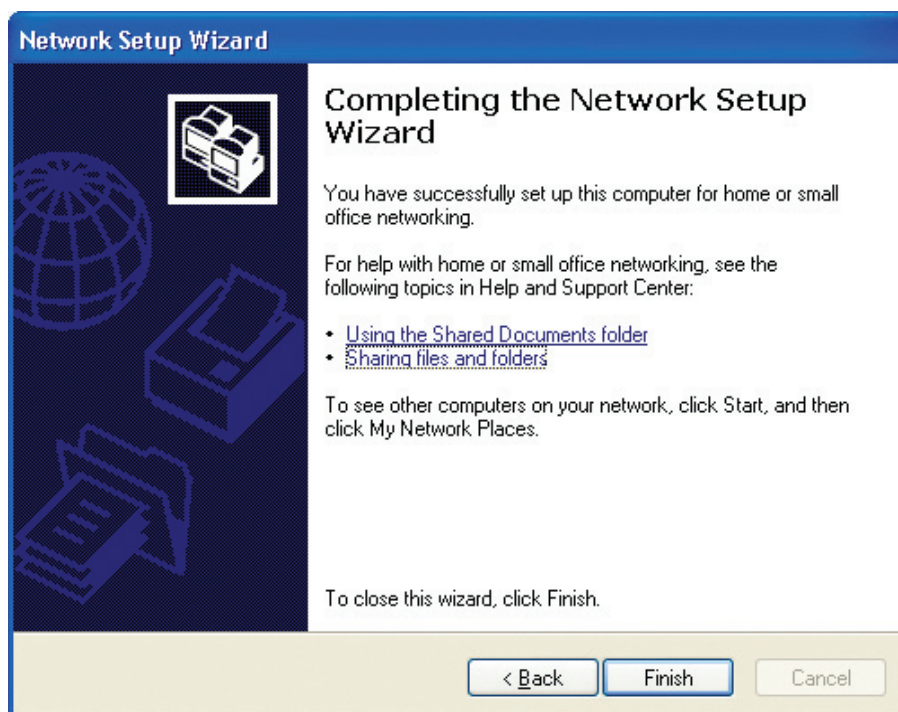 Network Setup Wizard
Completing the Network Setup
Wizard
You have successfully set up this computer for home or small
office networking.
For help with home or small office networking, see the
following topics in Help and Support Center:
• Using the Shared Documents folder
• Sharing files and folders
To see other computers on your network, click Start, and then
click My Network Places.
To close this wizard, click Finish.
< Back Finish Cancel